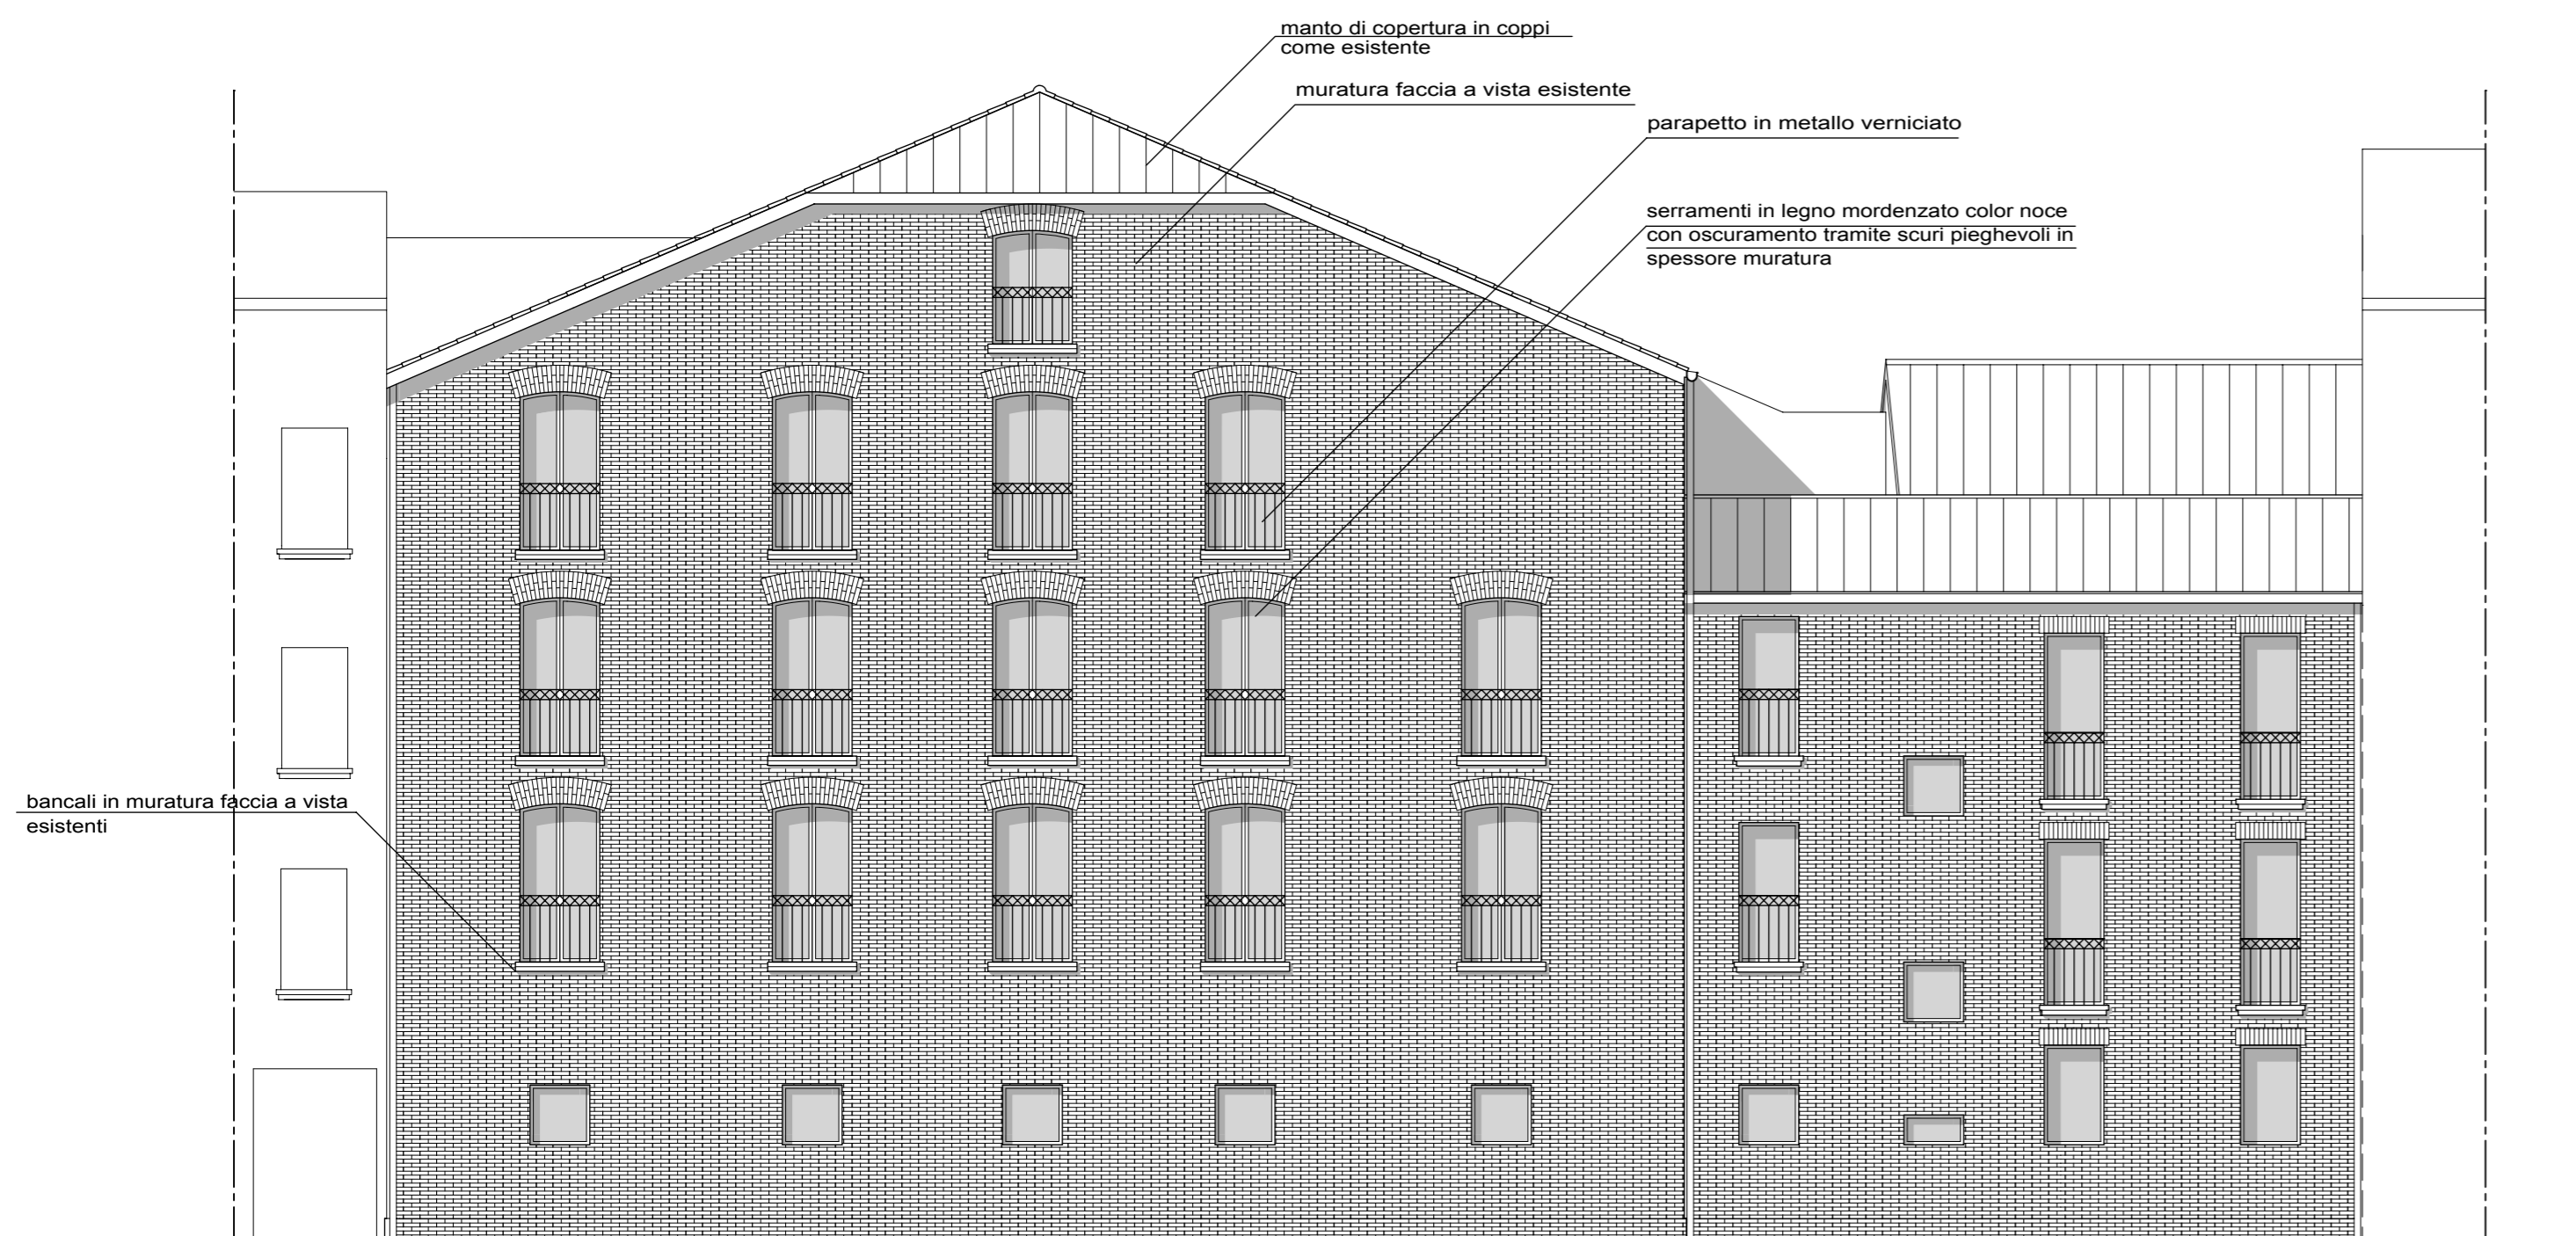 manto di copertura in coppi
come esistente
muratura faccia a vista esistente
parapetto in metallo verniciato
serramenti in legno mordenzato color noce
con oscuramento tramite scuri pieghevoli in
spessore muratura
bancali in muratura faccia a vista
esistenti